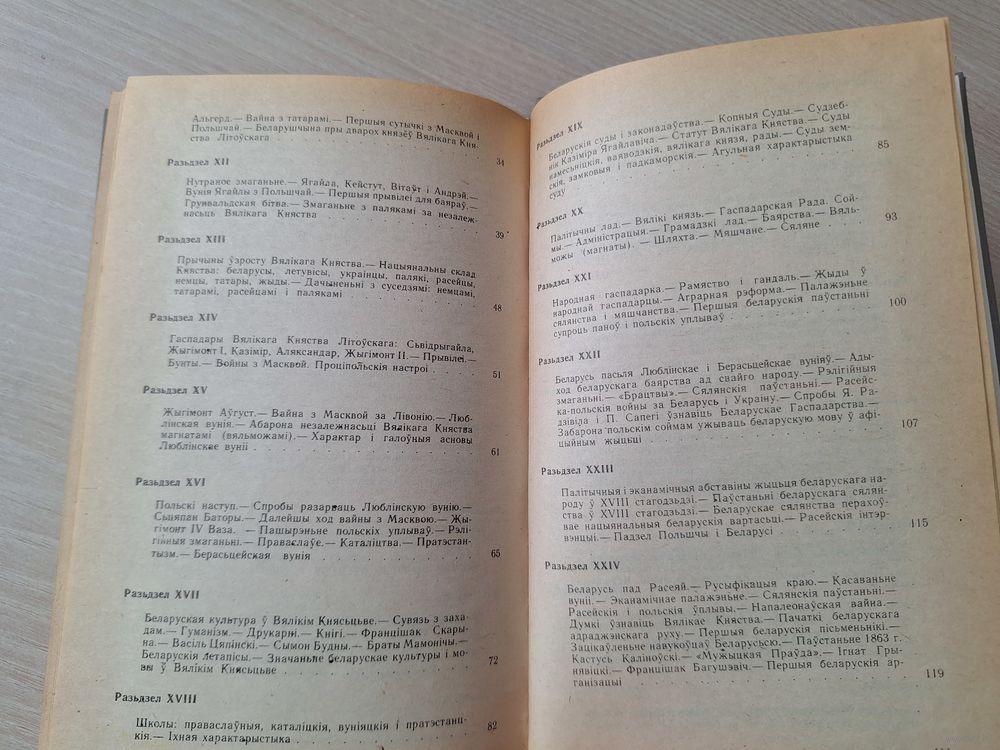 Альгерд.— Вайна з татарамі.— Першыя сутычкі з Масквой і
Польшчай.— Беларушчына пры дварох князёў Вялікага Кня-
ства Літоўскага . . . . . . . . . . . . . . . . 34
Разьдзел XII
Нутраное змаганьне.— Ягайла, Кейстут, Вітаўт і Андрэй.—
Вунія Ягайлы з Польшчай.— Першыя прывілеі для баяраў.—
Грунвальдская бітва.— Змаганьне з палякамі за незалеж-
насьць Вялікага Княства . . . . . . . . . . . . 39
Разьдзел XIII
Прычыны ўзросту Вялікага Княства.— Нацыянальны склад
Княства: беларусы, летувісы, украінцы, палякі, расейцы,
немцы, татары, жыды.— Дачыненьні з суседзямі: немцамі,
татарамі, расейцамі і палякамі . . . . . . . . . 48
Разьдзел XIV
Гаспадары Вялікага Княства Літоўскага: Сьвідрыгайла,
Жыгімонт I, Казімір, Аляксандар, Жыгімонт II.— Прывілеі.—
Бунты.— Войны з Масквой. Проціпольскія настроі . . 51
Разьдзел XV
Жыгімонт Аўгуст.— Вайна з Масквой за Лівонію.— Люб-
лінская вунія.— Абарона незалежнасьці Вялікага Княства
магнатамі (вяльможамі).— Характар і галоўныя асновы
Люблінскае вуніі . . . . . . . . . . . . . . . 61
Разьдзел XVI
Польскі наступ.— Спробы разарваць Люблінскую вунію.—
Сьцяпан Баторы.— Далейшы ход вайны з Масквою.— Жы-
гімонт IV Ваза.— Пашырэньне польскіх уплываў.— Рэлі-
гійныя змаганьні.— Праваслаўе.— Каталіцтва.— Пратэстан-
тызм.— Берасьцейская вунія . . . . . . . . . . . 65
Разьдзел XVII
Беларуская культура ў Вялікім Княсьцьве.— Сувязь з заха-
дам.— Гуманізм.— Друкарні.— Кнігі.— Францішак Скары-
на.— Васіль Цяпінскі.— Сымон Будны.— Браты Мамонічы.—
Беларускія летапісы.— Значаньне беларускае культуры і мо-
вы ў Вялікім Княсьцьве . . . . . . . . . . . . . 72
Разьдзел XVIII
Школы: праваслаўныя, каталіцкія, вуніяцкія і пратэстанц-
кія.— Іхная характарыстыка . . . . . . . . . . . 82
Разьдзел XIX
Беларускія суды і законадаўства.— Копныя Суды.— Судзеб-
нік Казіміра Ягайлавіча.— Статут Вялікага Княства.— Суды
намесьніцкія, ваяводзкія, вялікага князя, рады.— Суды зем-
скія, замковыя і падкаморскія.— Агульная характарыстыка
суду . . . . . . . . . . . . . . . . . . . . . 85
Разьдзел XX
Палітычны лад.— Вялікі князь.— Гаспадарская Рада. Сой-
мы.— Адміністрацыя.— Грамадзкі лад.— Баярства.— Вяль-
можы (магнаты).— Шляхта.— Мяшчане.— Сяляне . . 93
Разьдзел XXI
Народная гаспадарка.— Рамяство і гандаль.— Жыды ў
народнай гаспадарцы.— Аграрная рэформа.— Палажэньне
сялянства і мяшчанства.— Першыя беларускія паўстаньні
супроць паноў і польскіх уплываў . . . . . . . . 100
Разьдзел XXII
Беларусь пасьля Люблінскае і Берасьцейскае вуніяў.— Ады-
ход беларускага баярства ад свайго народу.— Рэлігійныя
змаганьні.— «Брацтвы».— Сялянскія паўстаньні.— Расейс-
ка-польскія войны за Беларусь і Украіну.— Спробы Я. Ра-
дзівіла і П. Сапегі ўзнавіць Беларускае Гаспадарства.—
Забарона польскім соймам ужываць беларускую мову ў афі-
цыйным жыцьці . . . . . . . . . . . . . . . . . 107
Разьдзел XXIII
Палітычныя і эканамічныя абставіны жыцьця беларускага на-
роду ў XVIII стагодзьдзі.— Паўстаньні беларускага сялян-
ства ў XVIII стагодзьдзі.— Беларускае сялянства перахоў-
вае нацыянальныя беларускія вартасьці.— Расейскія інтэр-
вэнцыі.— Падзел Польшчы і Беларусі . . . . . . . 115
Разьдзел XXIV
Беларусь пад Расеяй.— Русыфікацыя краю.— Касаваньне
вуніі.— Эканамічнае палажэньне.— Сялянскія паўстаньні.—
Расейскія і польскія ўплывы.— Напалеонаўская вайна.—
Думкі ўзнавіць Вялікае Княства.— Пачаткі беларускага
адраджэнскага руху.— Першыя беларускія пісьменьнікі.—
Зацікаўленьне навукоўцаў Беларусьсю.— Паўстаньне 1863 г.
Кастусь Каліноўскі.— «Мужыцкая Праўда».— Ігнат Гры-
нявіцкі.— Францішак Багушэвіч.— Першыя беларускія ар-
ганізацыі . . . . . . . . . . . . . . . . . . . 119